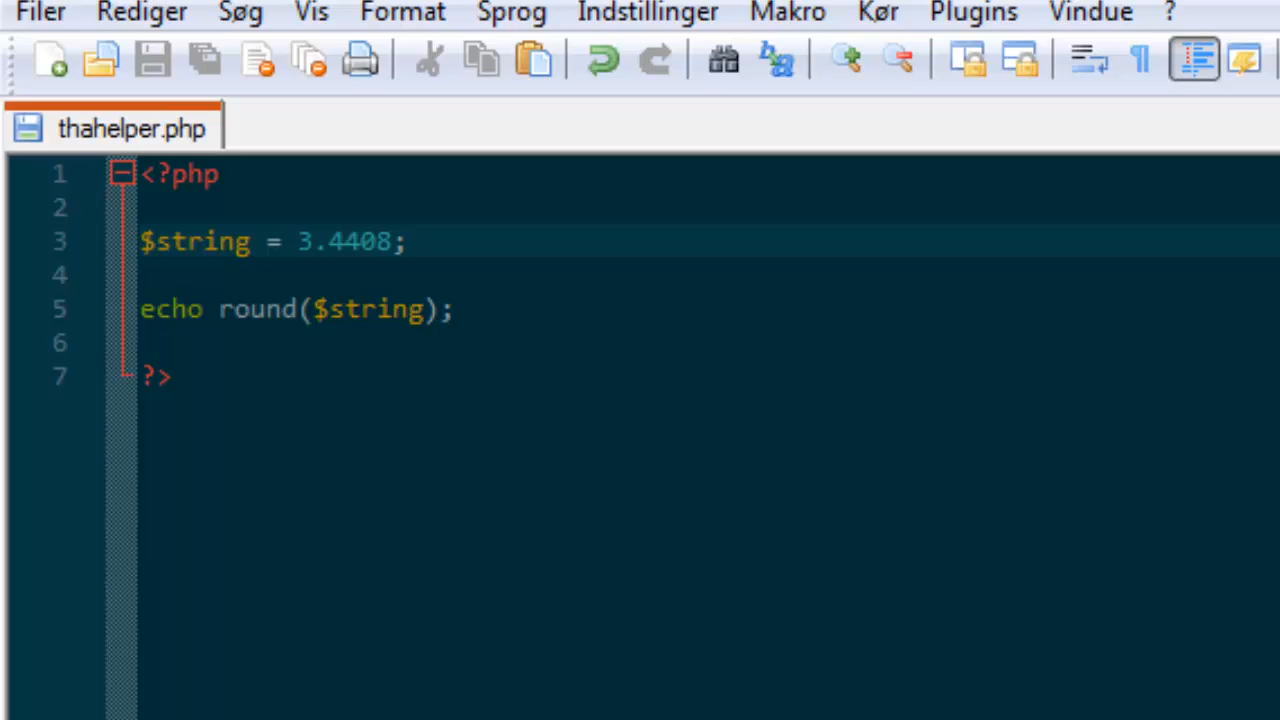 Filer Rediger Søg Vis Format Sprog Indstillinger Makro Kør Plugins Vindue ?
thahelper.php
1 <?php
2
3 $string = 3.4408;
4
5 echo round($string);
6
7 ?>